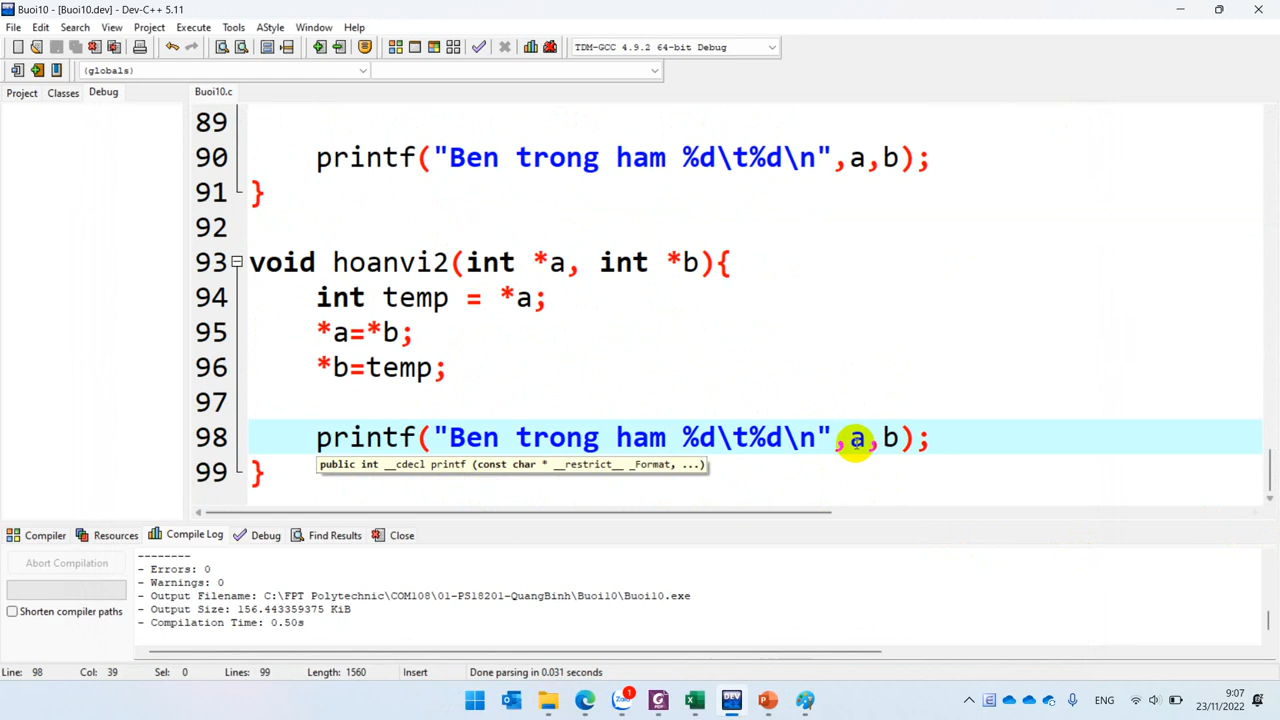 Buoi10 - [Buoi10.dev] - Dev-C++ 5.11
File Edit Search View Project Execute Tools AStyle Window Help
TDM-GCC 4.9.2 64-bit Debug
(globals)
Project Classes Debug Buoi10.c
89
90 printf("Ben trong ham %d\t%d\n",a,b);
91 }
92
93 void hoanvi2(int *a, int *b){
94 int temp = *a;
95 *a=*b;
96 *b=temp;
97
98 printf("Ben trong ham %d\t%d\n",a,b);
public int __cdecl printf (const char * __restrict__ _Format, ...)
99 }
Compiler Resources Compile Log Debug Find Results Close
Abort Compilation
Shorten compiler paths
--------
- Errors: 0
- Warnings: 0
- Output Filename: C:\FPT Polytechnic\COM108\01-PS18201-QuangBinh\Buoi10\Buoi10.exe
- Output Size: 156.443359375 KiB
- Compilation Time: 0.50s
Line: 98 Col: 39 Sel: 0 Lines: 99 Length: 1560 Insert Done parsing in 0.031 seconds
Zalo 1 DEV ENG 9:07
23/11/2022